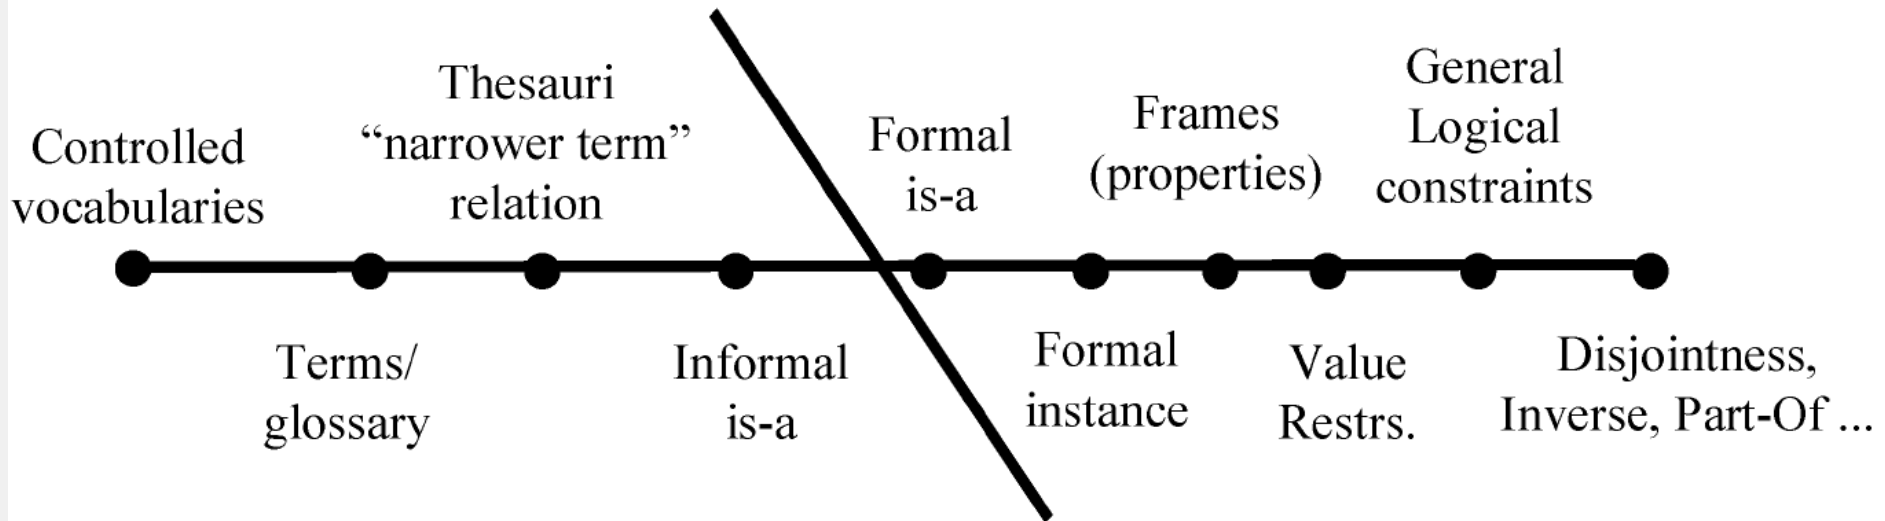 Controlled
vocabularies
Terms/
glossary
Thesauri
“narrower term”
relation
Informal
is-a
Formal
is-a
Formal
instance
Frames
(properties)
Value
Restrs.
General
Logical
constraints
Disjointness,
Inverse, Part-Of ...